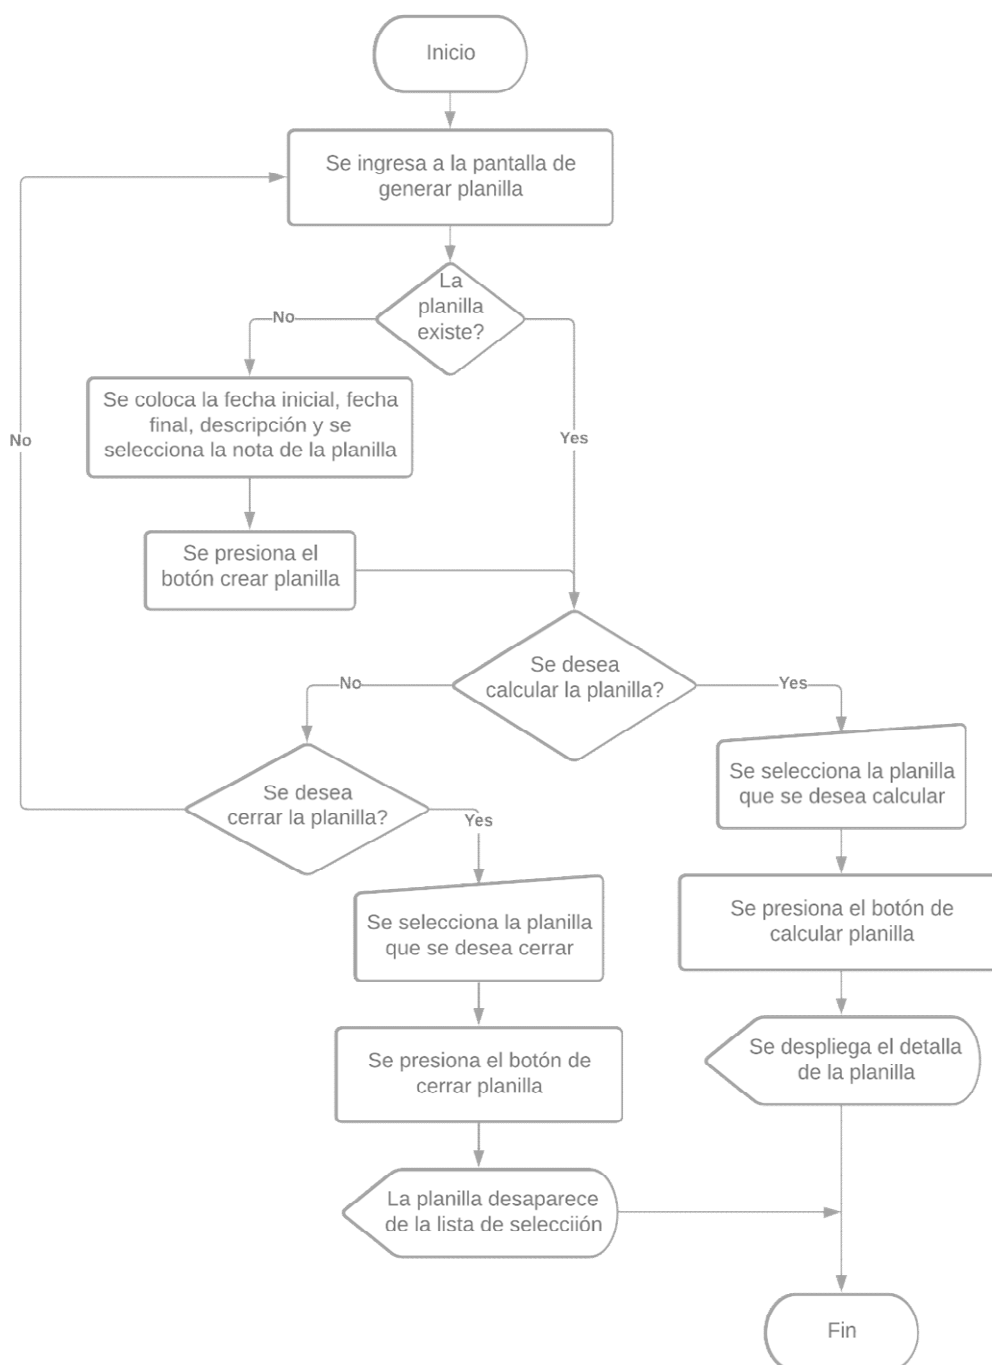 Inicio
Se ingresa a la pantalla de
generar planilla
La
planilla
existe?
No
Yes
Se coloca la fecha inicial, fecha
final, descripción y se
selecciona la nota de la planilla
No
Se presiona el
botón crear planilla
Se desea
calcular la planilla?
No
Yes
Se desea
cerrar la planilla?
Yes
Se selecciona la planilla
que se desea calcular
Se selecciona la planilla
que se desea cerrar
Se presiona el botón de
calcular planilla
Se presiona el botón de
cerrar planilla
Se despliega el detalla
de la planilla
La planilla desaparece
de la lista de selecciión
Fin